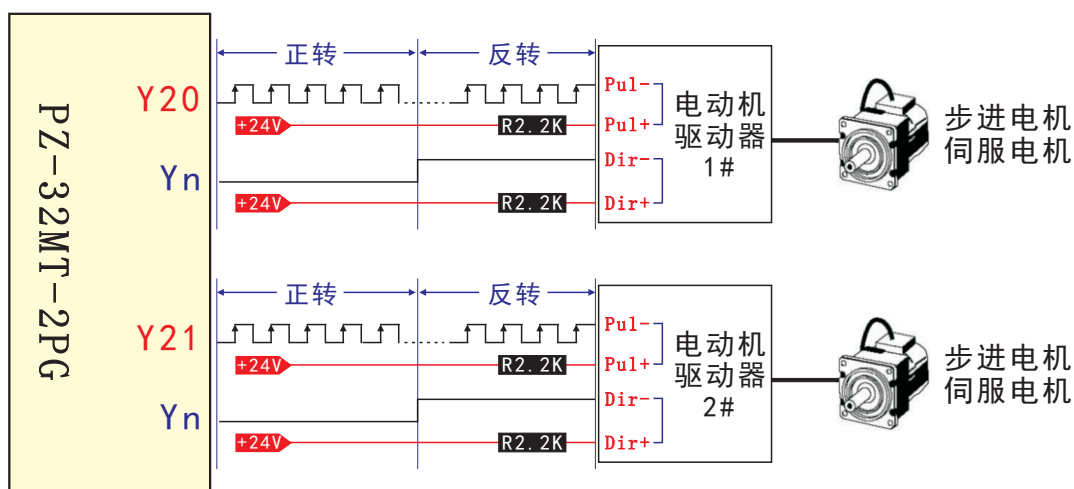 PZ-32MT-2PG
正转
反转
Y20
Pul-
+24V
R2.2K
Pul+
Yn
Dir-
+24V
R2.2K
Dir+
电动机
驱动器
1#
步进电机
伺服电机
正转
反转
Y21
Pul-
+24V
R2.2K
Pul+
Yn
Dir-
+24V
R2.2K
Dir+
电动机
驱动器
2#
步进电机
伺服电机